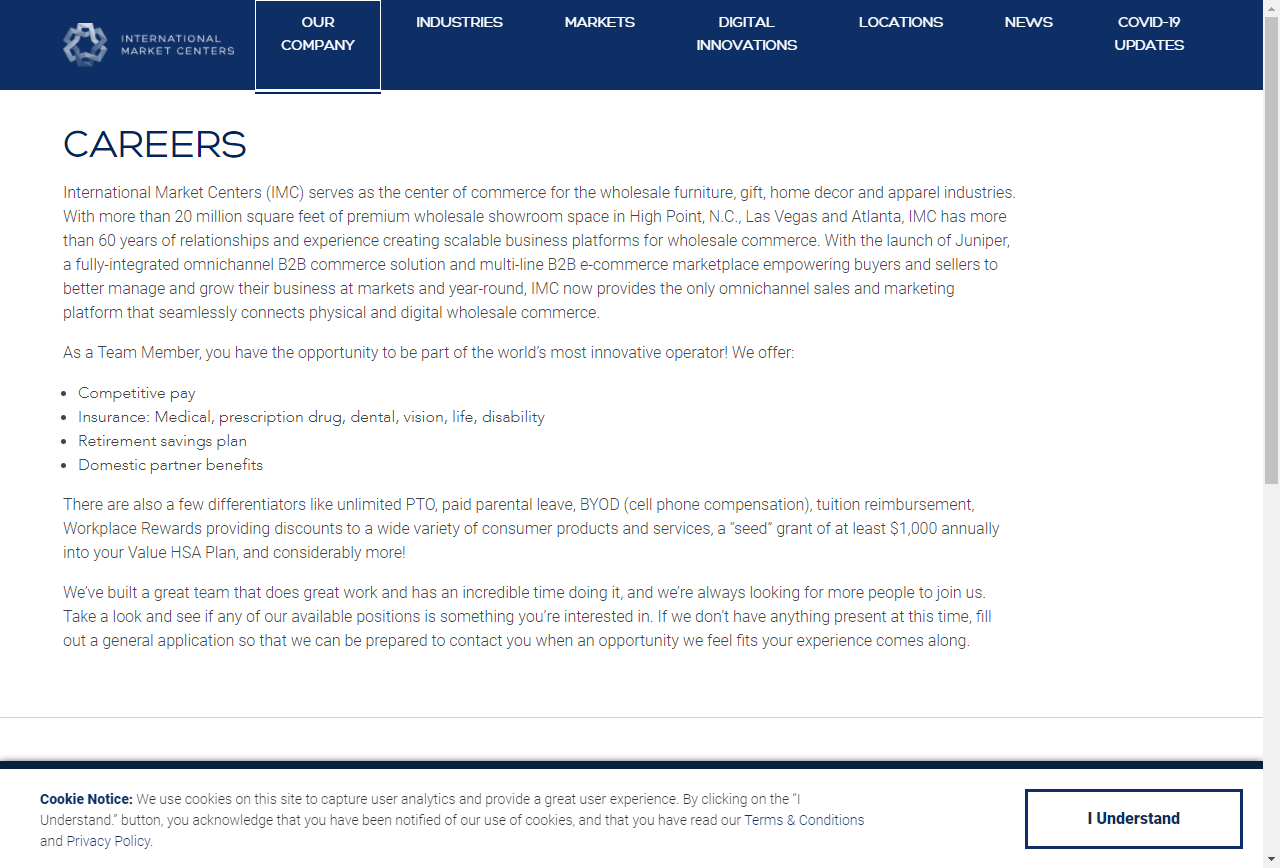 INTERNATIONAL
MARKET CENTERS
OUR
COMPANY
INDUSTRIES
MARKETS
DIGITAL
INNOVATIONS
LOCATIONS
NEWS
COVID-19
UPDATES
CAREERS
International Market Centers (IMC) serves as the center of commerce for the wholesale furniture, gift, home decor and apparel industries.
With more than 20 million square feet of premium wholesale showroom space in High Point, N.C., Las Vegas and Atlanta, IMC has more
than 60 years of relationships and experience creating scalable business platforms for wholesale commerce. With the launch of Juniper,
a fully-integrated omnichannel B2B commerce solution and multi-line B2B e-commerce marketplace empowering buyers and sellers to
better manage and grow their business at markets and year-round, IMC now provides the only omnichannel sales and marketing
platform that seamlessly connects physical and digital wholesale commerce.
As a Team Member, you have the opportunity to be part of the world’s most innovative operator! We offer:
• Competitive pay
• Insurance: Medical, prescription drug, dental, vision, life, disability
• Retirement savings plan
• Domestic partner benefits
There are also a few differentiators like unlimited PTO, paid parental leave, BYOD (cell phone compensation), tuition reimbursement,
Workplace Rewards providing discounts to a wide variety of consumer products and services, a “seed” grant of at least $1,000 annually
into your Value HSA Plan, and considerably more!
We’ve built a great team that does great work and has an incredible time doing it, and we’re always looking for more people to join us.
Take a look and see if any of our available positions is something you’re interested in. If we don’t have anything present at this time, fill
out a general application so that we can be prepared to contact you when an opportunity we feel fits your experience comes along.
Cookie Notice: We use cookies on this site to capture user analytics and provide a great user experience. By clicking on the “I
Understand.” button, you acknowledge that you have been notified of our use of cookies, and that you have read our Terms & Conditions
and Privacy Policy.
I Understand